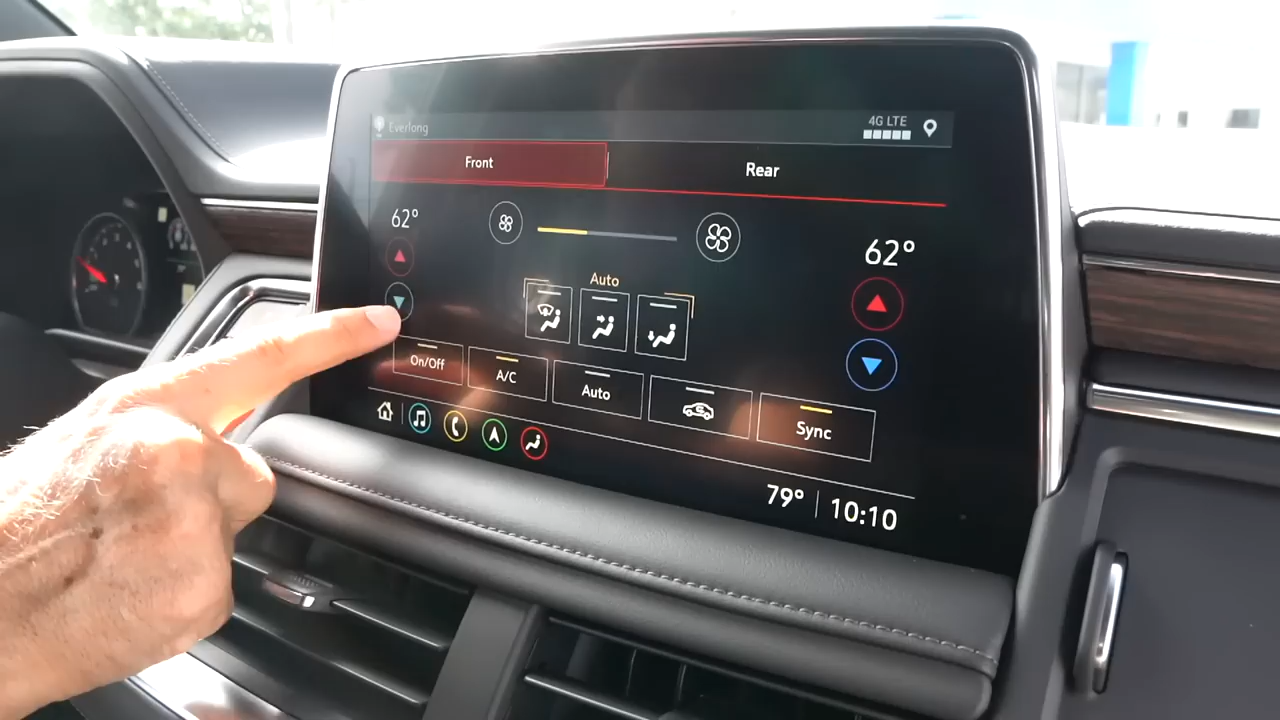 Everlong
4G LTE
Front
Rear
62°
62°
Auto
On/Off
A/C
Auto
Sync
79°
10:10